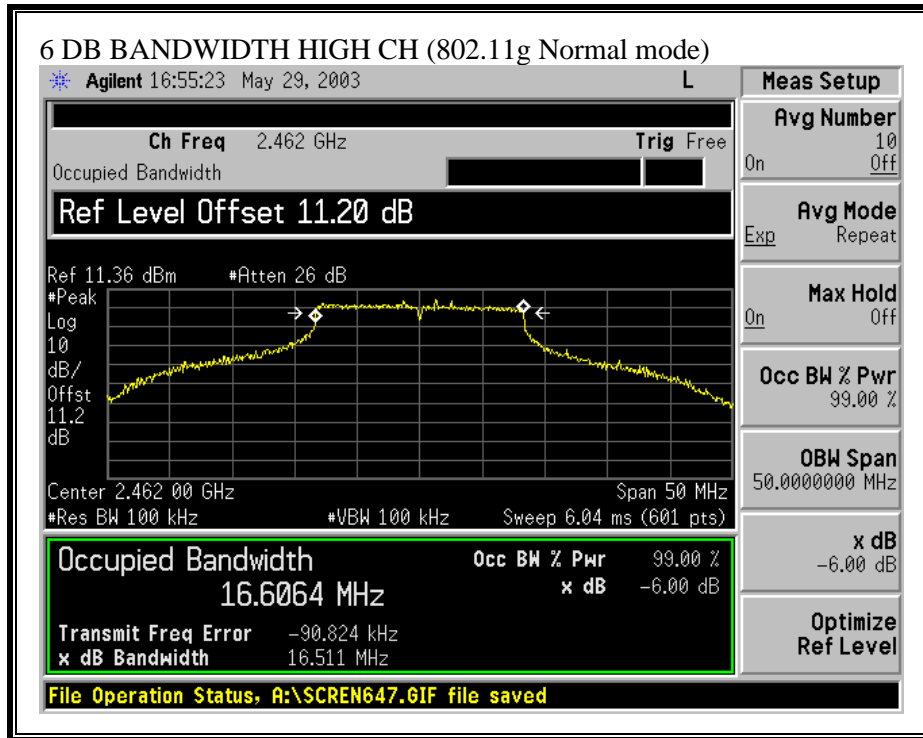 6 DB BANDWIDTH HIGH CH (802.11g Normal mode)
Agilent 16:55:23 May 29, 2003 L
Meas Setup
Ch Freq 2.462 GHz Trig Free
Occupied Bandwidth
Ref Level Offset 11.20 dB
Ref 11.36 dBm #Atten 26 dB
#Peak
Log
10
dB/
Offst
11.2
dB
Center 2.462 00 GHz Span 50 MHz
#Res BW 100 kHz #VBW 100 kHz Sweep 6.04 ms (601 pts)
Occupied Bandwidth
16.6064 MHz
Occ BW % Pwr 99.00 %
x dB -6.00 dB
Transmit Freq Error -90.824 kHz
x dB Bandwidth 16.511 MHz
File Operation Status, A:\SCREN647.GIF file saved
Avg Number
10
On Off
Avg Mode
Exp Repeat
Max Hold
On Off
Occ BW % Pwr
99.00 %
OBW Span
50.0000000 MHz
x dB
-6.00 dB
Optimize
Ref Level